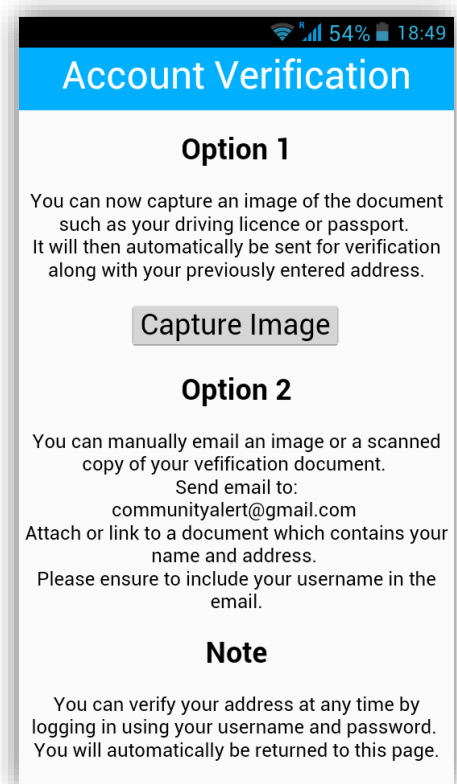 R 54% 18:49
Account Verification
Option 1
You can now capture an image of the document
such as your driving licence or passport.
It will then automatically be sent for verification
along with your previously entered address.
Capture Image
Option 2
You can manually email an image or a scanned
copy of your vefification document.
Send email to:
communityalert@gmail.com
Attach or link to a document which contains your
name and address.
Please ensure to include your username in the
email.
Note
You can verify your address at any time by
logging in using your username and password.
You will automatically be returned to this page.